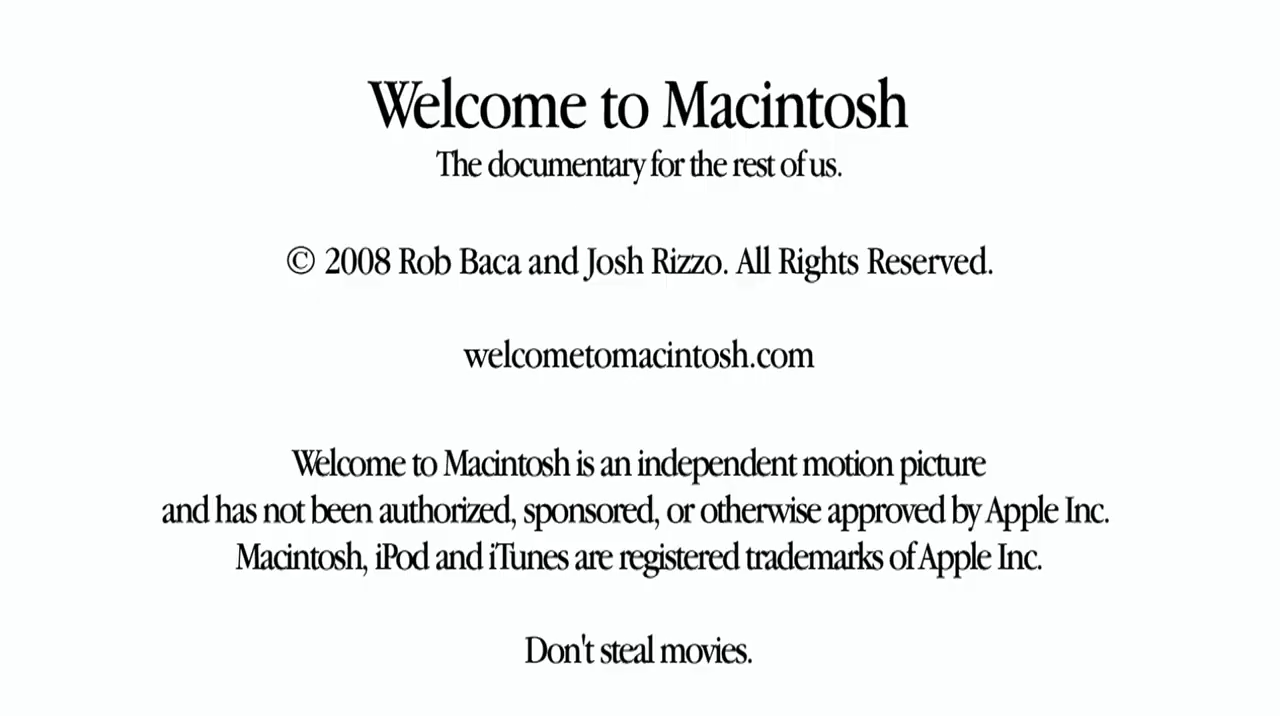 Welcome to Macintosh
The documentary for the rest of us.
© 2008 Rob Baca and Josh Rizzo. All Rights Reserved.
welcometomacintosh.com
Welcome to Macintosh is an independent motion picture
and has not been authorized, sponsored, or otherwise approved by Apple Inc.
Macintosh, iPod and iTunes are registered trademarks of Apple Inc.
Don't steal movies.